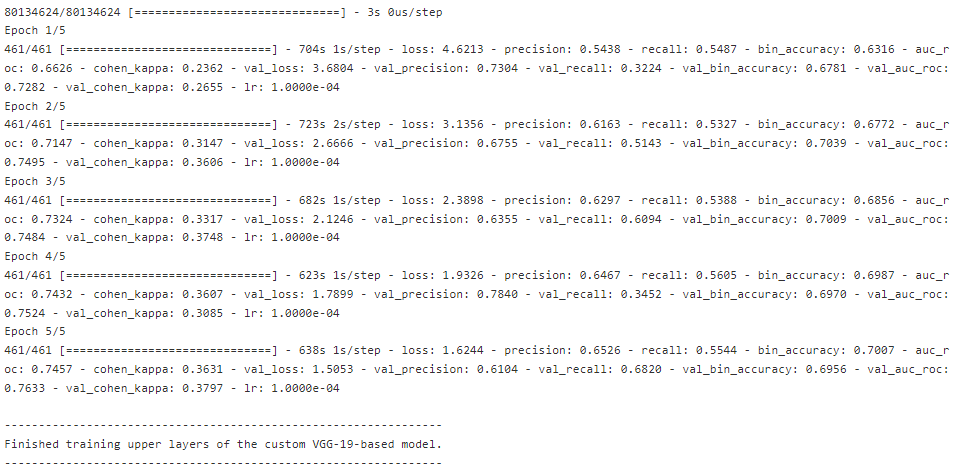 80134624/80134624 [==============================] - 3s 0us/step
Epoch 1/5
461/461 [==============================] - 704s 1s/step - loss: 4.6213 - precision: 0.5438 - recall: 0.5487 - bin_accuracy: 0.6316 - auc_r
oc: 0.6626 - cohen_kappa: 0.2362 - val_loss: 3.6804 - val_precision: 0.7304 - val_recall: 0.3224 - val_bin_accuracy: 0.6781 - val_auc_roc:
0.7282 - val_cohen_kappa: 0.2655 - lr: 1.0000e-04
Epoch 2/5
461/461 [==============================] - 723s 2s/step - loss: 3.1356 - precision: 0.6163 - recall: 0.5327 - bin_accuracy: 0.6772 - auc_r
oc: 0.7147 - cohen_kappa: 0.3147 - val_loss: 2.6666 - val_precision: 0.6755 - val_recall: 0.5143 - val_bin_accuracy: 0.7039 - val_auc_roc:
0.7495 - val_cohen_kappa: 0.3606 - lr: 1.0000e-04
Epoch 3/5
461/461 [==============================] - 682s 1s/step - loss: 2.3898 - precision: 0.6297 - recall: 0.5388 - bin_accuracy: 0.6856 - auc_r
oc: 0.7324 - cohen_kappa: 0.3317 - val_loss: 2.1246 - val_precision: 0.6355 - val_recall: 0.6094 - val_bin_accuracy: 0.7009 - val_auc_roc:
0.7484 - val_cohen_kappa: 0.3748 - lr: 1.0000e-04
Epoch 4/5
461/461 [==============================] - 623s 1s/step - loss: 1.9326 - precision: 0.6467 - recall: 0.5605 - bin_accuracy: 0.6987 - auc_r
oc: 0.7432 - cohen_kappa: 0.3607 - val_loss: 1.7899 - val_precision: 0.7840 - val_recall: 0.3452 - val_bin_accuracy: 0.6970 - val_auc_roc:
0.7524 - val_cohen_kappa: 0.3085 - lr: 1.0000e-04
Epoch 5/5
461/461 [==============================] - 638s 1s/step - loss: 1.6244 - precision: 0.6526 - recall: 0.5544 - bin_accuracy: 0.7007 - auc_r
oc: 0.7457 - cohen_kappa: 0.3631 - val_loss: 1.5053 - val_precision: 0.6104 - val_recall: 0.6820 - val_bin_accuracy: 0.6956 - val_auc_roc:
0.7633 - val_cohen_kappa: 0.3797 - lr: 1.0000e-04
----------------------------------------------------------------
Finished training upper layers of the custom VGG-19-based model.
----------------------------------------------------------------